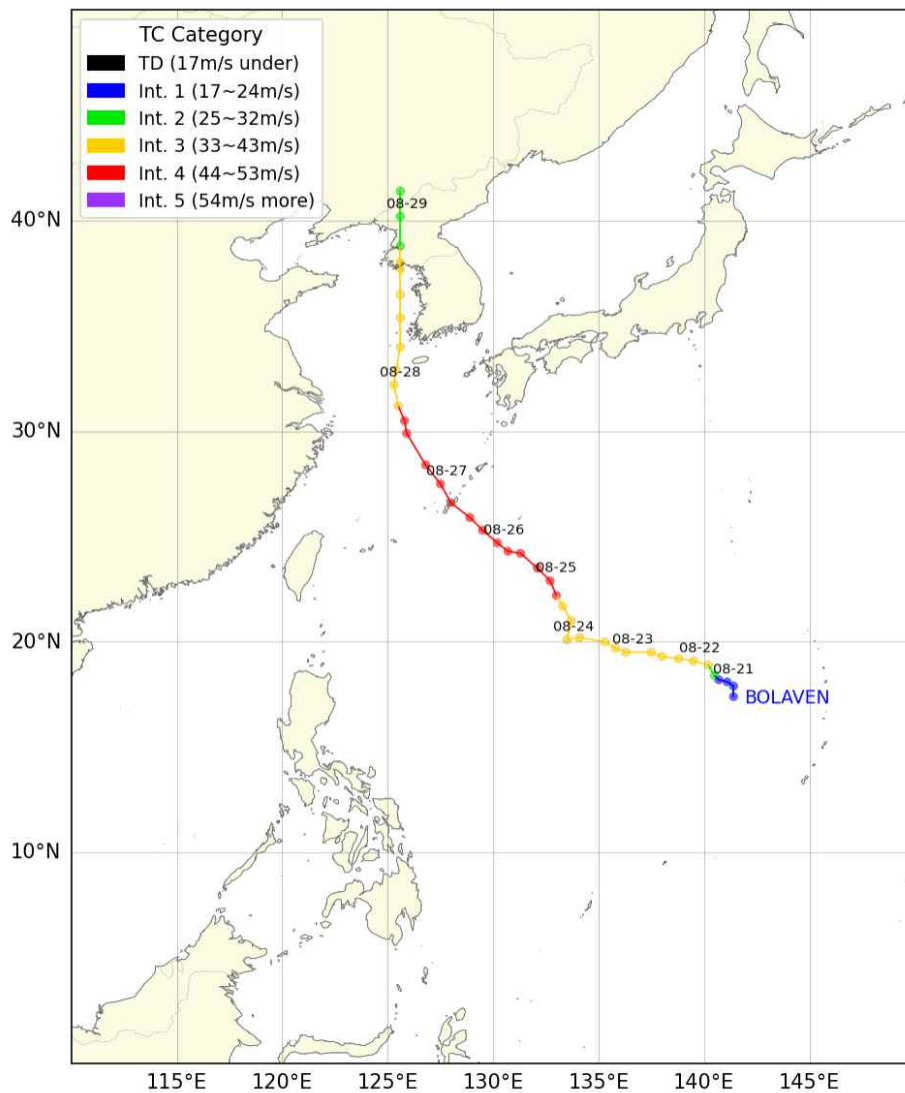 TC Category
TD (17m/s under)
Int. 1 (17~24m/s)
Int. 2 (25~32m/s)
Int. 3 (33~43m/s)
Int. 4 (44~53m/s)
Int. 5 (54m/s more)
08-29
40°N
08-28
30°N
08-27
08-26
08-25
08-24
08-23
20°N
08-22
08-21
BOLAVEN
10°N
115°E 120°E 125°E 130°E 135°E 140°E 145°E